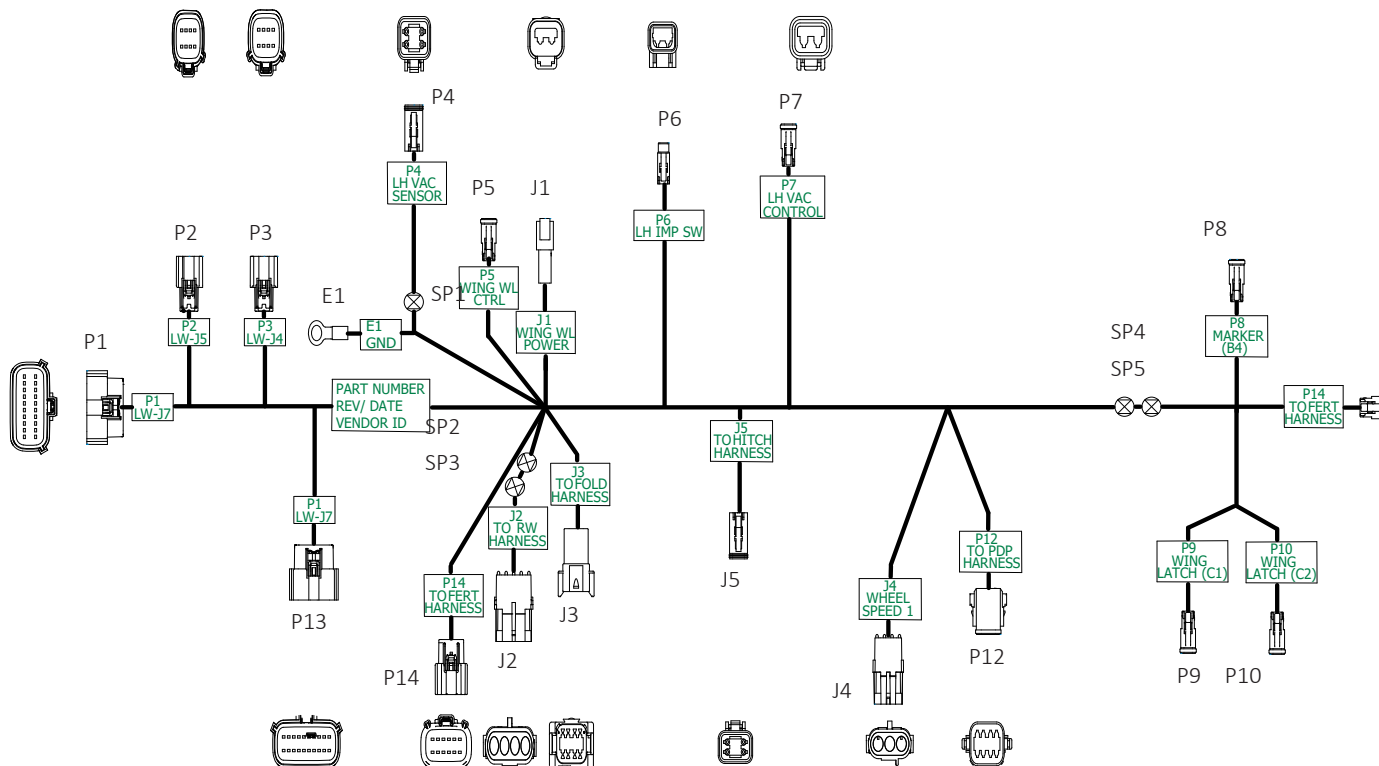 P4
P7
P6
P4
LH VAC
SENSOR
P5
J1
P7
LH VAC
CONTROL
P6
LH IMP SW
P2
P3
P8
E1
SP1
P5
WING WL
CTRL
P2
LW-J5
P3
LW-J4
E1
GND
J1
WING WL
POWER
SP4
SP5
P8
MARKER
(B4)
P1
P1
LW-J7
PART NUMBER
REV/ DATE
VENDOR ID
SP2
SP3
P14
TO FERT
HARNESS
J5
TO HITCH
HARNESS
J3
TO FOLD
HARNESS
P1
LW-J7
J2
TO RW
HARNESS
P12
TO PDP
HARNESS
P9
WING
LATCH (C1)
P10
WING
LATCH (C2)
P14
TO FERT
HARNESS
J4
WHEEL
SPEED 1
J5
P13
J3
J2
P14
P12
J4
P9
P10